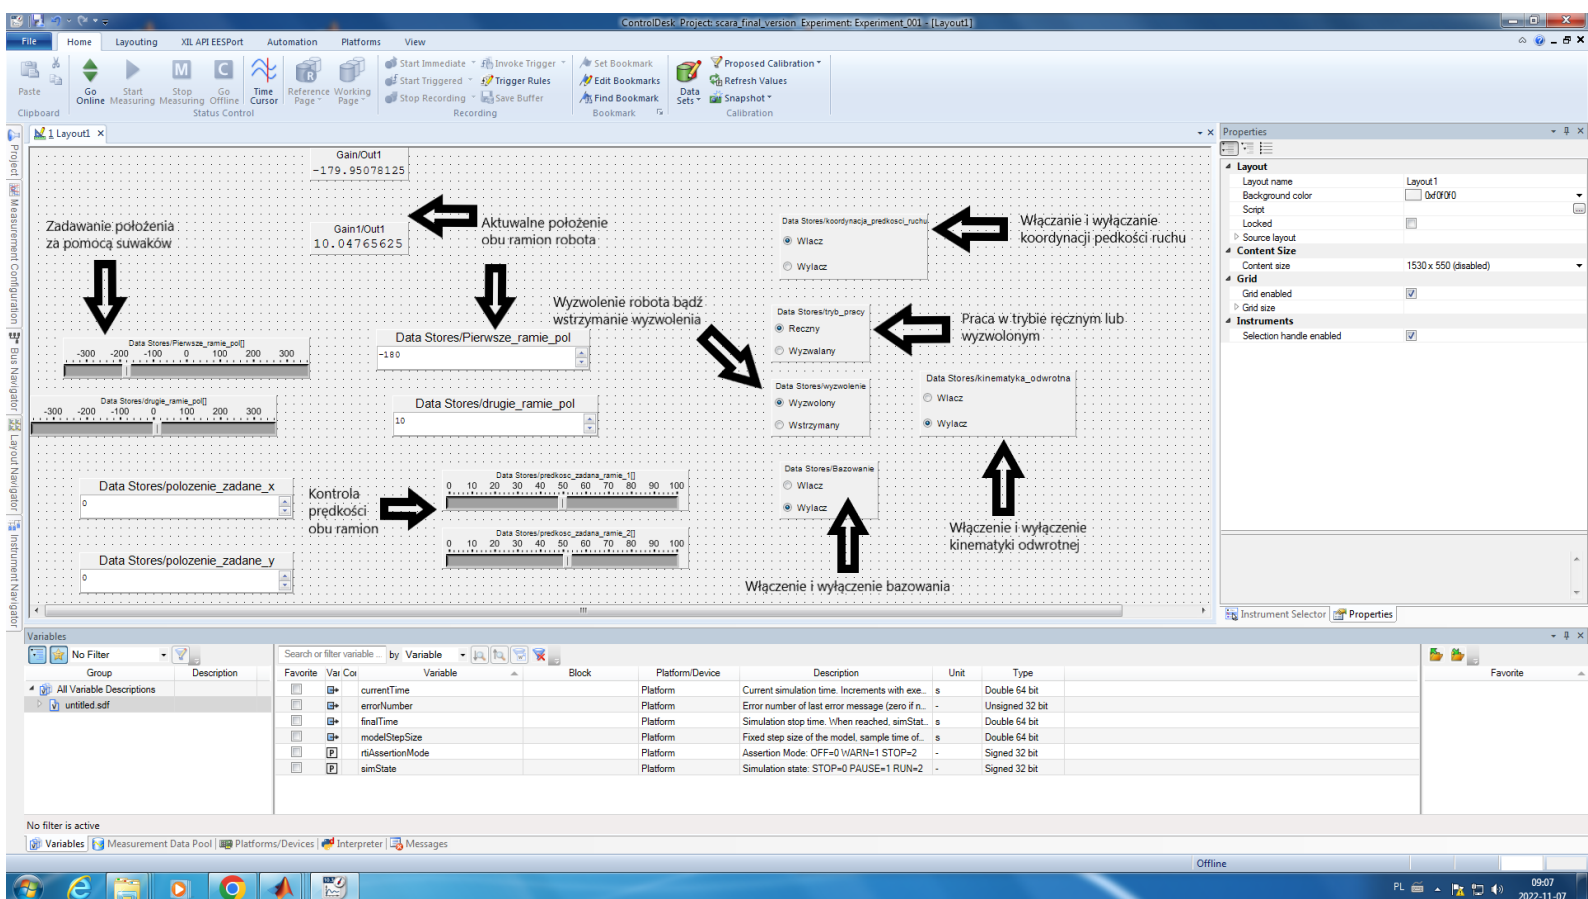 ControlDesk Project: scara_final_version Experiment: Experiment_001 - [Layout1]
File Home Layouting XIL API EESPort Automation Platforms View
Paste
Clipboard
Go Online
Start Measuring
Stop Measuring
Go Offline
Status Control
Time Cursor
Reference Page
Working Page
Start Immediate Invoke Trigger
Start Triggered Trigger Rules
Stop Recording Save Buffer
Recording
Set Bookmark
Edit Bookmarks
Find Bookmark
Bookmark
Data Sets
Proposed Calibration
Refresh Values
Snapshot
Calibration
1 Layout1
Project
Measurement Configuration
Bus Navigator
Layout Navigator
Instrument Navigator
Gain/Out1
-179.95078125
Gain1/Out1
10.04765625
Zadawanie położenia
za pomocą suwaków
Aktuwalne położenie
obu ramion robota
Data Stores/koordynacja_predkosci_ruchu
Wlacz
Wylacz
Włączanie i wyłączanie
koordynacji pedkości ruchu
Wyzwolenie robota bądź
wstrzymanie wyzwolenia
Data Stores/tryb_pracy
Reczny
Wyzwalany
Praca w trybie ręcznym lub
wyzwolonym
Data Stores/Pierwsze_ramie_pol[]
-300 -200 -100 0 100 200 300
Data Stores/Pierwsze_ramie_pol
-180
Data Stores/drugie_ramie_pol[]
-300 -200 -100 0 100 200 300
Data Stores/drugie_ramie_pol
10
Data Stores/wyzwolenie
Wyzwolony
Wstrzymany
Data Stores/kinematyka_odwrotna
Wlacz
Wylacz
Data Stores/polozenie_zadane_x
0
Data Stores/polozenie_zadane_y
0
Kontrola
prędkości
obu ramion
Data Stores/predkosc_zadana_ramie_1[]
0 10 20 30 40 50 60 70 80 90 100
Data Stores/predkosc_zadana_ramie_2[]
0 10 20 30 40 50 60 70 80 90 100
Data Stores/Bazowanie
Wlacz
Wylacz
Włączenie i wyłączenie
kinematyki odwrotnej
Włączenie i wyłączenie bazowania
Properties
Layout
Layout name Layout1
Background color 0xf0f0f0
Script
Locked
Source layout
Content Size
Content size 1530 x 550 (disabled)
Grid
Grid enabled
Grid size
Instruments
Selection handle enabled
Instrument Selector Properties
Variables
No Filter
Group Description
All Variable Descriptions
untitled.sdf
Search or filter variable ... by Variable
Favorite Var Cor Variable Block Platform/Device Description Unit Type
currentTime Platform Current simulation time. Increments with exe... s Double 64 bit
errorNumber Platform Error number of last error message (zero if n... - Unsigned 32 bit
finalTime Platform Simulation stop time. When reached, simStat... s Double 64 bit
modelStepSize Platform Fixed step size of the model, sample time of... s Double 64 bit
rtiAssertionMode Platform Assertion Mode: OFF=0 WARN=1 STOP=2 - Signed 32 bit
simState Platform Simulation state: STOP=0 PAUSE=1 RUN=2 - Signed 32 bit
Favorite
No filter is active
Variables Measurement Data Pool Platforms/Devices Interpreter Messages
Offline
PL
09:07
2022-11-07